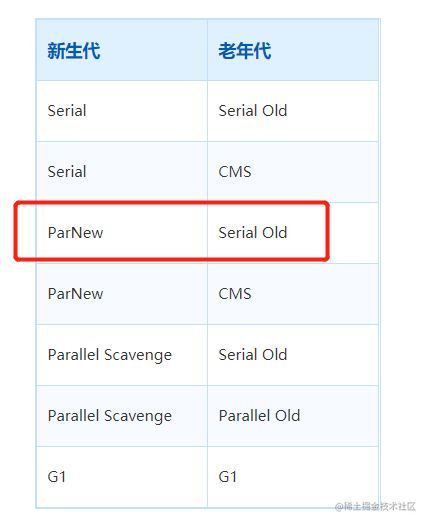 新生代 老年代
Serial Serial Old
Serial CMS
ParNew Serial Old
ParNew CMS
Parallel Scavenge Serial Old
Parallel Scavenge Parallel Old
G1 G1
@稀土掘金技术社区